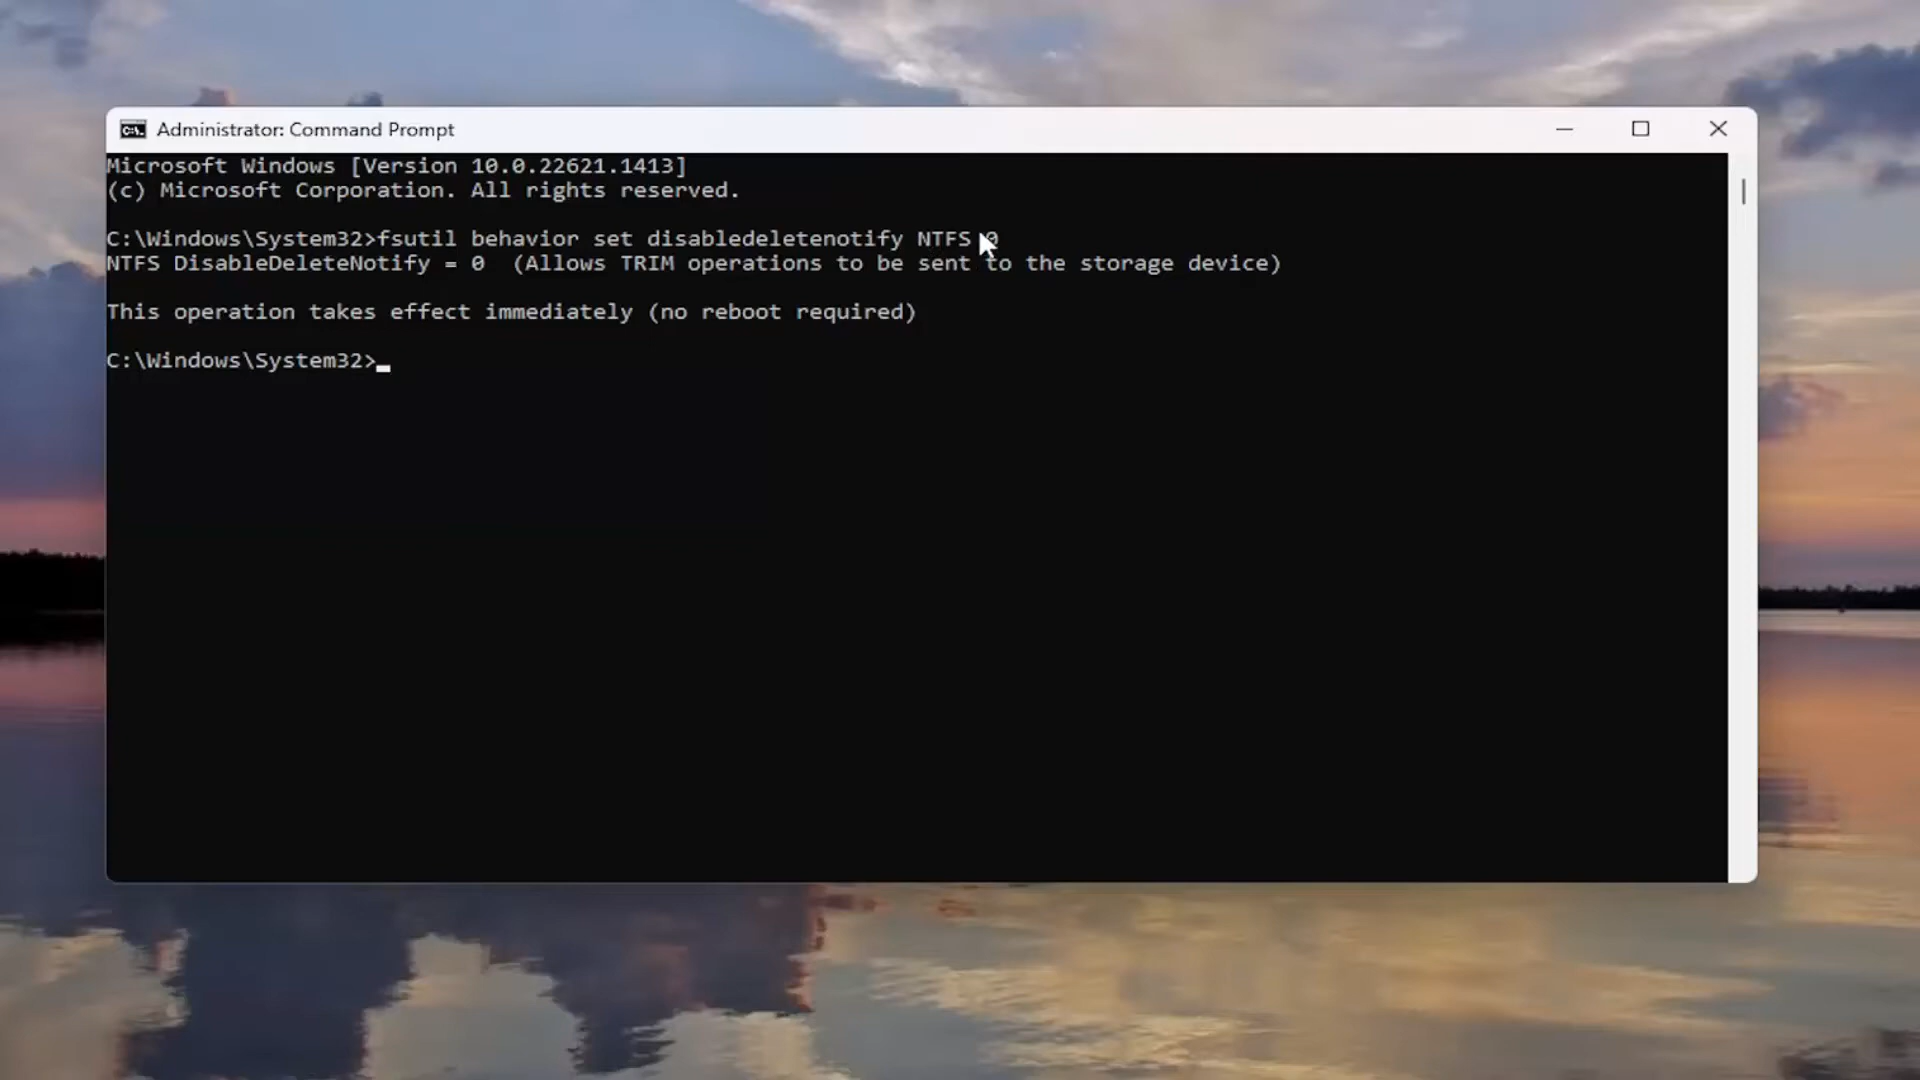 Administrator: Command Prompt
Microsoft Windows [Version 10.0.22621.1413]
(c) Microsoft Corporation. All rights reserved.
C:\Windows\System32>fsutil behavior set disabledeletenotify NTFS 0
NTFS DisableDeleteNotify = 0  (Allows TRIM operations to be sent to the storage device)
This operation takes effect immediately (no reboot required)
C:\Windows\System32>